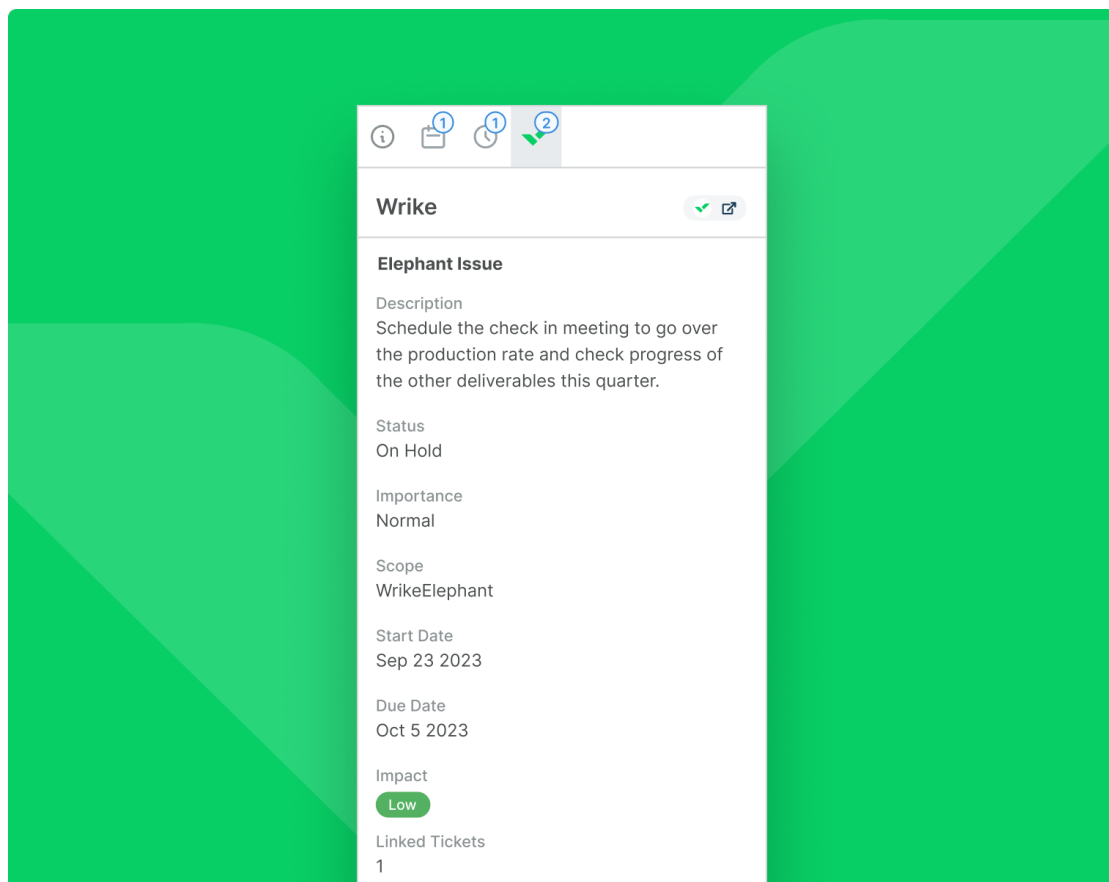 1 1 2
Wrike
Elephant Issue
Description
Schedule the check in meeting to go over
the production rate and check progress of
the other deliverables this quarter.
Status
On Hold
Importance
Normal
Scope
WrikeElephant
Start Date
Sep 23 2023
Due Date
Oct 5 2023
Impact
Low
Linked Tickets
1